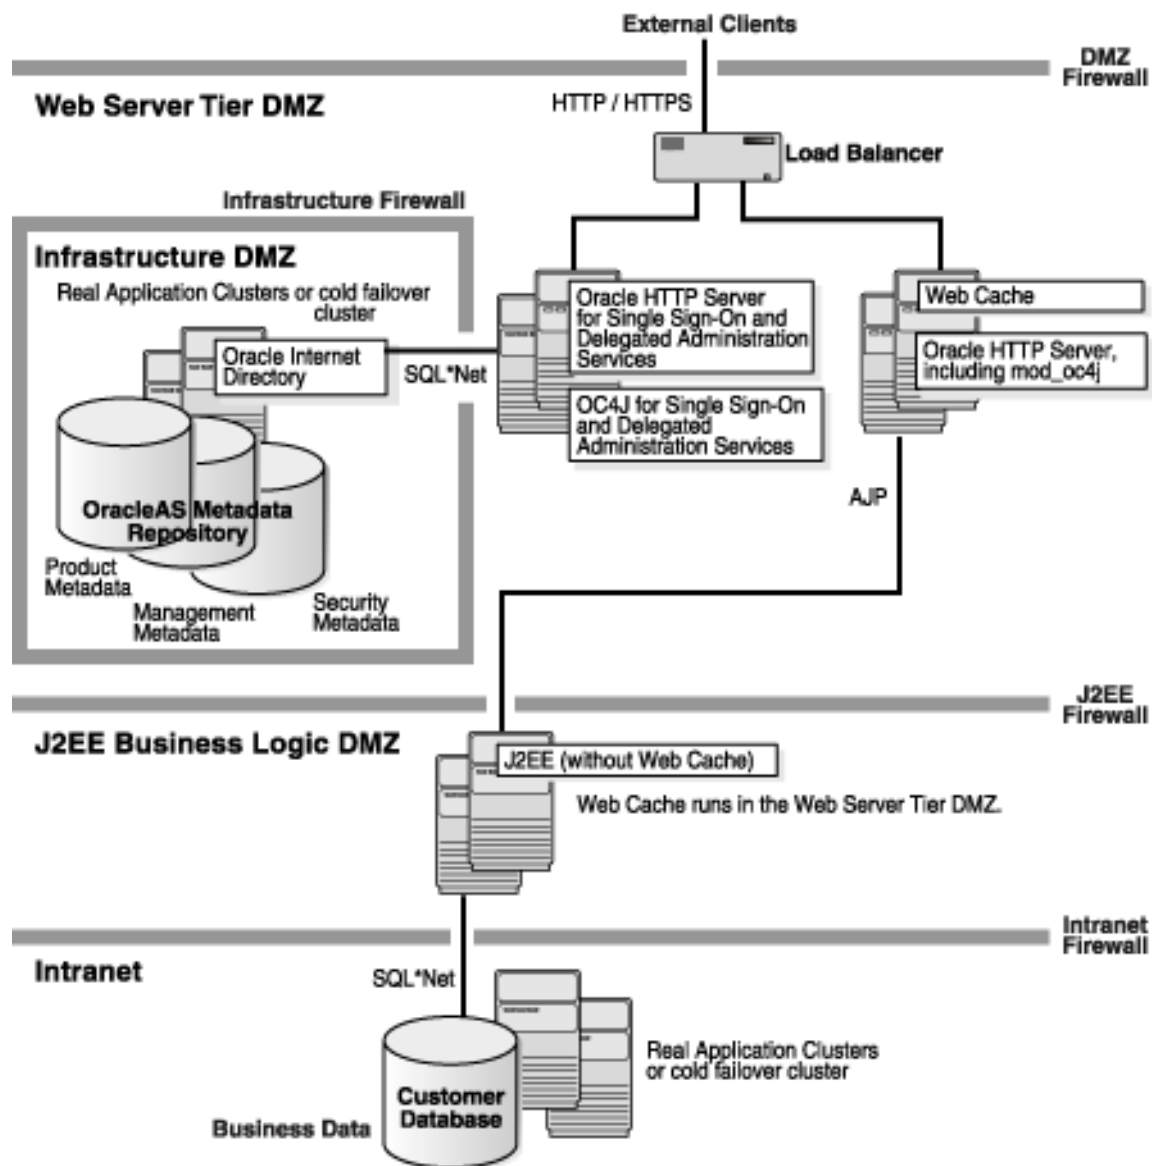 External Clients
DMZ
Firewall
Web Server Tier DMZ
HTTP / HTTPS
Load Balancer
Infrastructure Firewall
Infrastructure DMZ
Real Application Clusters or cold failover
cluster
Oracle Internet
Directory
SQL*Net
Oracle HTTP Server
for Single Sign-On and
Delegated Administration
Services
OC4J for Single Sign-On
and Delegated
Administration Services
Web Cache
Oracle HTTP Server,
including mod_oc4j
AJP
OracleAS Metadata
Repository
Product
Metadata
Management
Metadata
Security
Metadata
J2EE
Firewall
J2EE Business Logic DMZ
J2EE (without Web Cache)
Web Cache runs in the Web Server Tier DMZ.
Intranet
Firewall
Intranet
SQL*Net
Real Application Clusters
or cold failover cluster
Customer
Database
Business Data